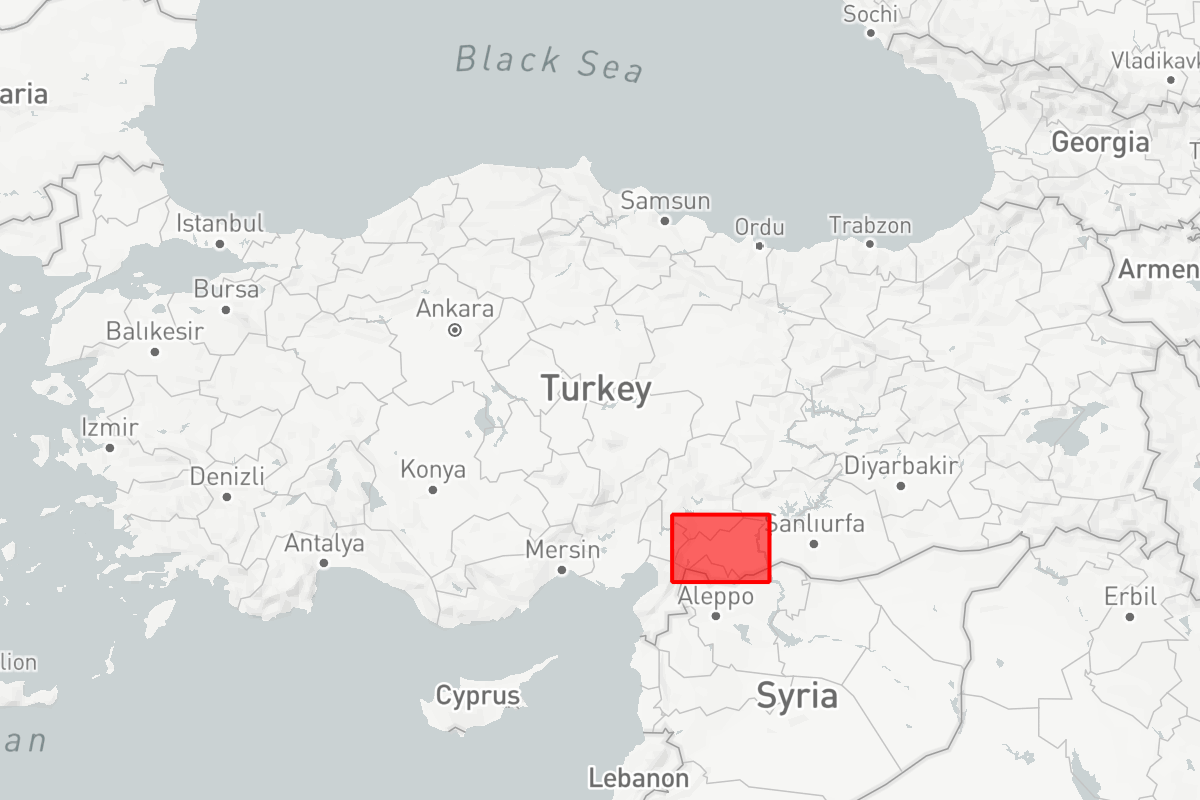 Sochi
Black Sea
Vladikavk
aria
Georgia
T
Samsun
Istanbul
Ordu
Trabzon
Armen
Bursa
Ankara
Balıkesir
Turkey
Izmir
Diyarbakir
Konya
Denizli
Şanlıurfa
Antalya
Mersin
Aleppo
Erbil
lion
Cyprus
Syria
an
Lebanon